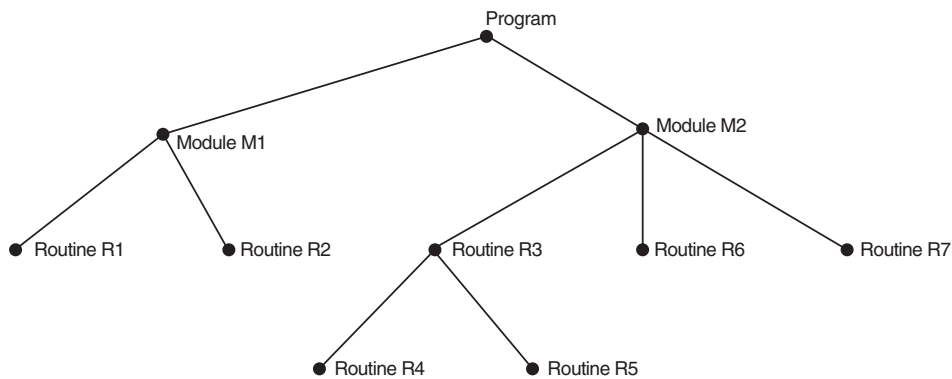 Program
Module M1
Module M2
Routine R1
Routine R2
Routine R3
Routine R6
Routine R7
Routine R4
Routine R5